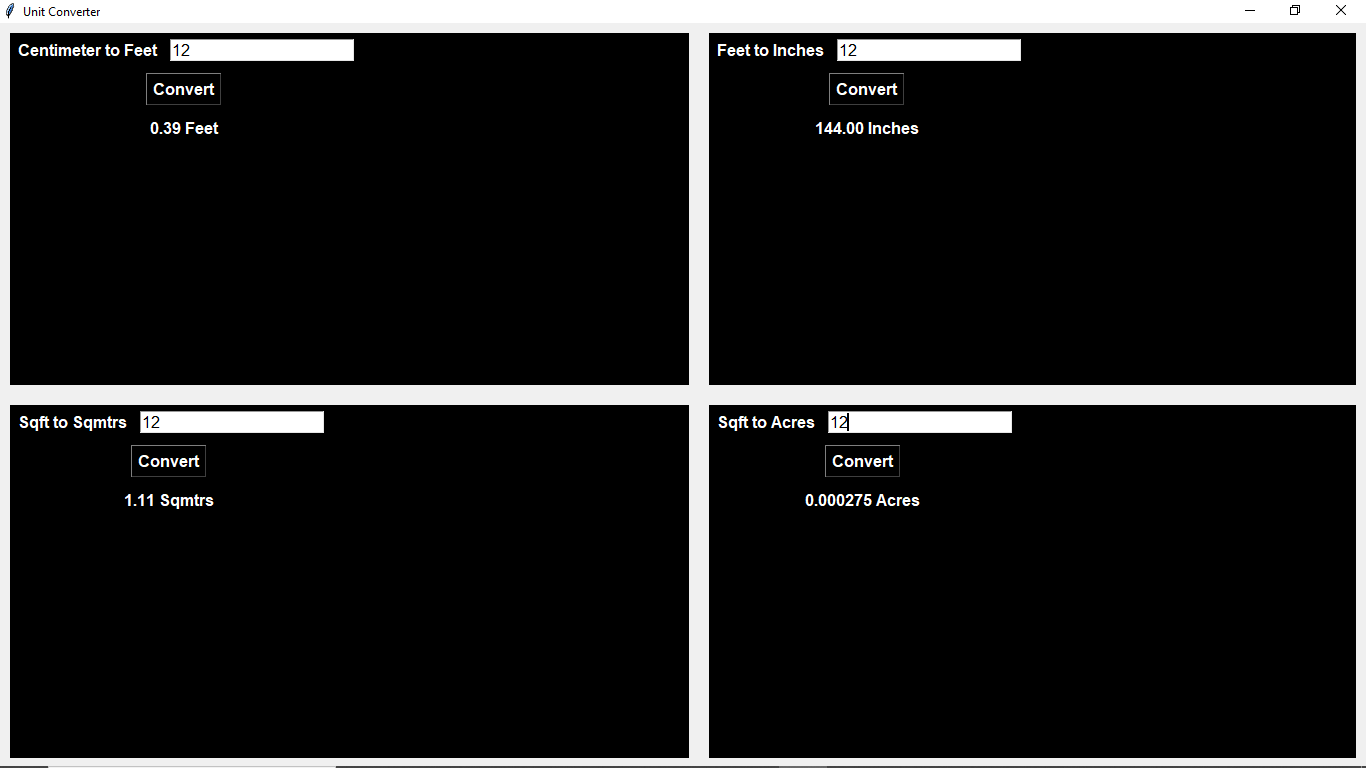 Unit Converter
Centimeter to Feet 12
Convert
0.39 Feet
Feet to Inches 12
Convert
144.00 Inches
Sqft to Sqmtrs 12
Convert
1.11 Sqmtrs
Sqft to Acres 12
Convert
0.000275 Acres